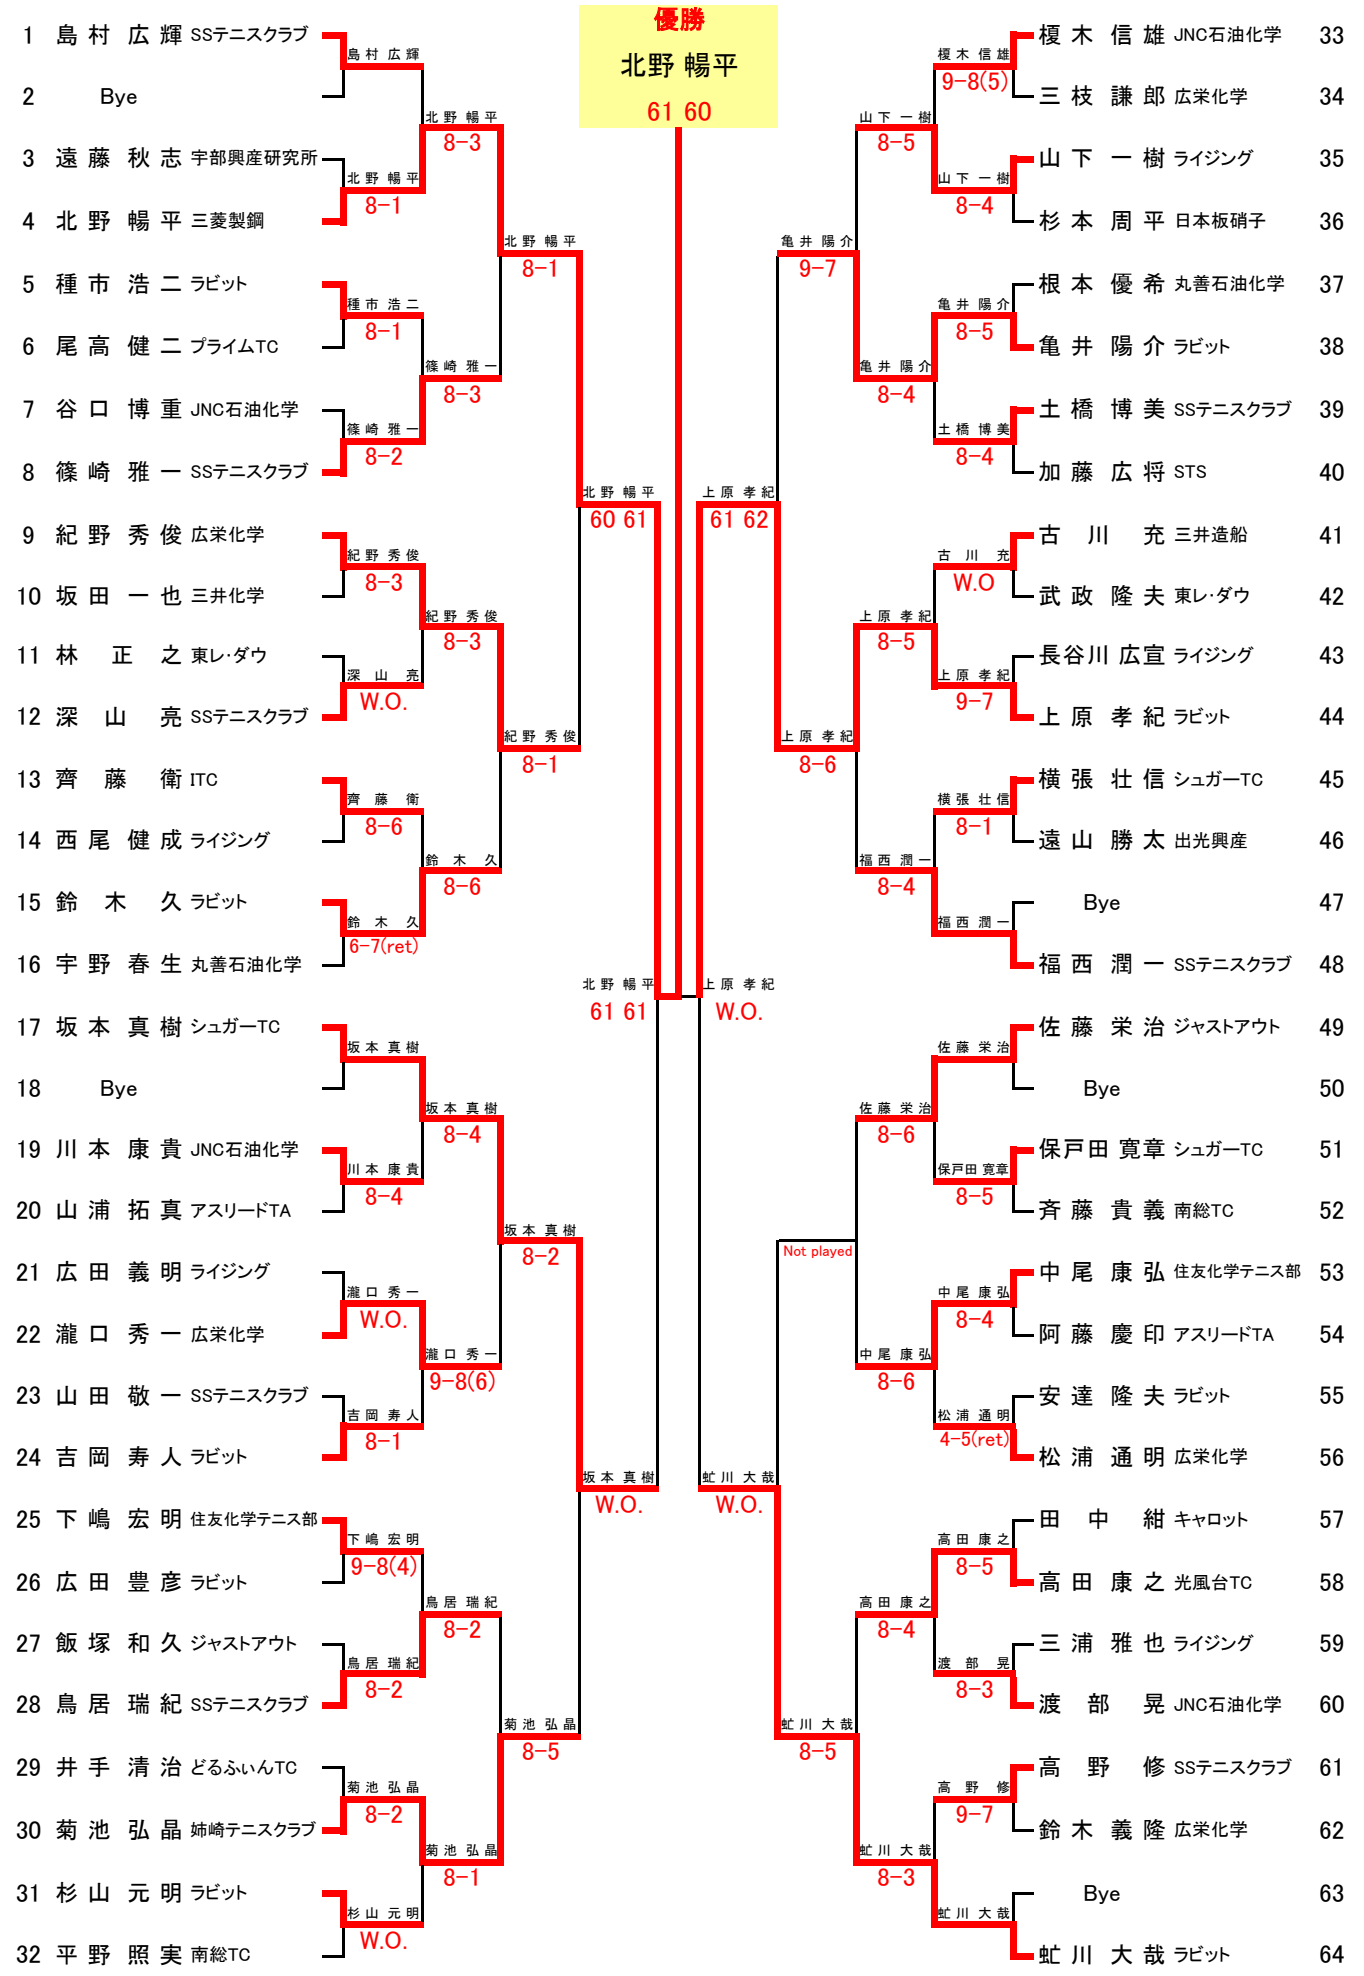 優勝
北野 暢平
61 60
1 島村 広輝 SSテニスクラブ
2 Bye
3 遠藤 秋志 宇部興産研究所
4 北野 暢平 三菱製鋼
5 種市 浩二 ラビット
6 尾高 健二 プライムTC
7 谷口 博重 JNC石油化学
8 篠崎 雅一 SSテニスクラブ
9 紀野 秀俊 広栄化学
10 坂田 一也 三井化学
11 林 正之 東レ・ダウ
12 深山 亮 SSテニスクラブ
13 齊藤 衛 ITC
14 西尾 健成 ライジング
15 鈴木 久 ラビット
16 宇野 春生 丸善石油化学
17 坂本 真樹 シュガーTC
18 Bye
19 川本 康貴 JNC石油化学
20 山浦 拓真 アスリードTA
21 広田 義明 ライジング
22 瀧口 秀一 広栄化学
23 山田 敬一 SSテニスクラブ
24 吉岡 寿人 ラビット
25 下嶋 宏明 住友化学テニス部
26 広田 豊彦 ラビット
27 飯塚 和久 ジャストアウト
28 鳥居 瑞紀 SSテニスクラブ
29 井手 清治 どるふぃんTC
30 菊池 弘晶 姉崎テニスクラブ
31 杉山 元明 ラビット
32 平野 照実 南総TC
島村 広輝
北野 暢平
8-1
種市 浩二
8-1
篠崎 雅一
8-2
紀野 秀俊
8-3
深山 亮
W.O.
齊藤 衛
8-6
鈴木 久
6-7(ret)
坂本 真樹
川本 康貴
8-4
瀧口 秀一
W.O.
吉岡 寿人
8-1
下嶋 宏明
9-8(4)
鳥居 瑞紀
8-2
菊池 弘晶
8-2
杉山 元明
W.O.
北野 暢平
8-3
篠崎 雅一
8-3
紀野 秀俊
8-3
鈴木 久
8-6
坂本 真樹
8-4
瀧口 秀一
9-8(6)
鳥居 瑞紀
8-2
菊池 弘晶
8-1
北野 暢平
8-1
紀野 秀俊
8-1
坂本 真樹
8-2
菊池 弘晶
8-5
北野 暢平
60 61
坂本 真樹
W.O.
北野 暢平
61 61
上原 孝紀
W.O.
上原 孝紀
61 62
虻川 大哉
W.O.
亀井 陽介
9-7
上原 孝紀
8-6
Not played
虻川 大哉
8-5
山下 一樹
8-5
亀井 陽介
8-4
上原 孝紀
8-5
福西 潤一
8-4
佐藤 栄治
8-6
中尾 康弘
8-6
高田 康之
8-4
虻川 大哉
8-3
榎木 信雄
9-8(5)
山下 一樹
8-4
亀井 陽介
8-5
土橋 博美
8-4
古川 充
W.O
上原 孝紀
9-7
横張 壮信
8-1
福西 潤一
佐藤 栄治
保戸田 寛章
8-5
中尾 康弘
8-4
松浦 通明
4-5(ret)
高田 康之
8-5
渡部 晃
8-3
高野 修
9-7
虻川 大哉
榎木 信雄 JNC石油化学 33
三枝 謙郎 広栄化学 34
山下 一樹 ライジング 35
杉本 周平 日本板硝子 36
根本 優希 丸善石油化学 37
亀井 陽介 ラビット 38
土橋 博美 SSテニスクラブ 39
加藤 広将 STS 40
古川 充 三井造船 41
武政 隆夫 東レ・ダウ 42
長谷川 広宣 ライジング 43
上原 孝紀 ラビット 44
横張 壮信 シュガーTC 45
遠山 勝太 出光興産 46
Bye 47
福西 潤一 SSテニスクラブ 48
佐藤 栄治 ジャストアウト 49
Bye 50
保戸田 寛章 シュガーTC 51
斉藤 貴義 南総TC 52
中尾 康弘 住友化学テニス部 53
阿藤 慶印 アスリードTA 54
安達 隆夫 ラビット 55
松浦 通明 広栄化学 56
田中 紺 キャロット 57
高田 康之 光風台TC 58
三浦 雅也 ライジング 59
渡部 晃 JNC石油化学 60
高野 修 SSテニスクラブ 61
鈴木 義隆 広栄化学 62
Bye 63
虻川 大哉 ラビット 64